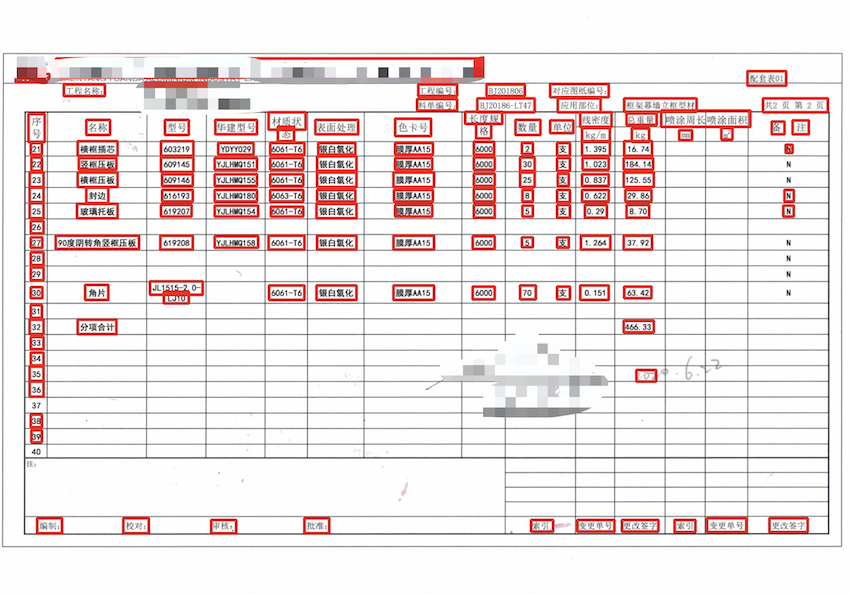 配套表01
工程名称: 工程编号: BJ201806 对应图纸编号:
料单编号: BJ20186-LT47 应用部位: 框架幕墙立框型材 共2 页 第 2 页
序号 名称 型号 华建型号 材质状态 表面处理 色卡号 长度规格 数量 单位 线密度 kg/m 总重量 kg 喷涂周长 mm 喷涂面积 ㎡ 备 注
21 横框插芯 603219 YDYY029 6061-T6 银白氧化 膜厚AA15 6000 2 支 1.395 16.74 N
22 竖框压板 609145 YJLHMQ151 6063-T6 银白氧化 膜厚AA15 6000 30 支 1.023 184.14 N
23 横框压板 609146 YJLHMQ155 6061-T6 银白氧化 膜厚AA15 6000 25 支 0.837 125.55 N
24 封边 616193 YJLHMQ180 6063-T6 银白氧化 膜厚AA15 6000 8 支 0.622 29.86 N
25 玻璃托板 619207 YJLHMQ154 6061-T6 银白氧化 膜厚AA15 6000 5 支 0.29 8.70 N
26
27 90度阴转角竖框压板 619208 YJLHMQ158 6061-T6 银白氧化 膜厚AA15 6000 5 支 1.264 37.92 N
28 N
29 N
30 角片 JL1515-2.0-LJ10 6061-T6 银白氧化 膜厚AA15 6000 70 支 0.151 63.42 N
31
32 分项合计 466.33
33
34
35
36
37
38
39
40
注:
编制: 校对: 审核: 批准: 索引 变更单号 更改签字 索引 变更单号 更改签字